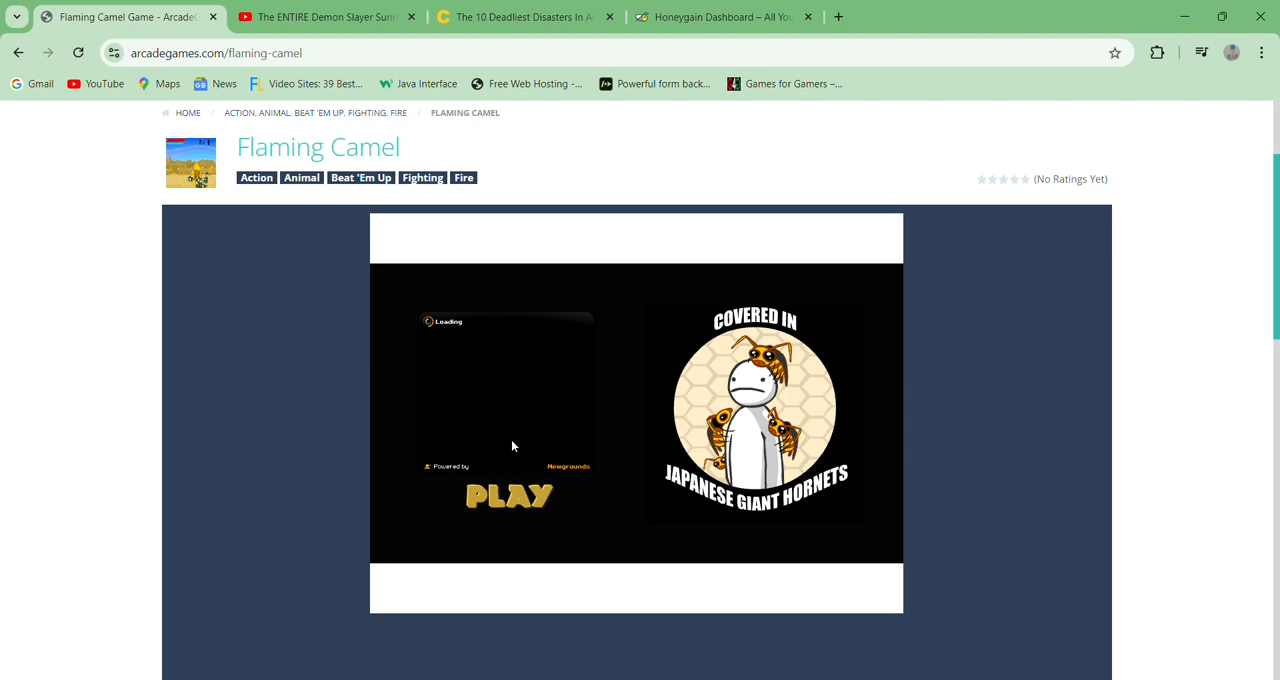 Flaming Camel Game - ArcadeG
The ENTIRE Demon Slayer Sunn
The 10 Deadliest Disasters In A
Honeygain Dashboard – All You
arcadegames.com/flaming-camel
Gmail
YouTube
Maps
News
Video Sites: 39 Best...
Java Interface
Free Web Hosting -...
Powerful form back...
Games for Gamers –...
HOME / ACTION, ANIMAL, BEAT 'EM UP, FIGHTING, FIRE / FLAMING CAMEL
Flaming Camel
Action Animal Beat 'Em Up Fighting Fire
(No Ratings Yet)
Loading
Powered by Newgrounds
PLAY
COVERED IN
JAPANESE GIANT HORNETS